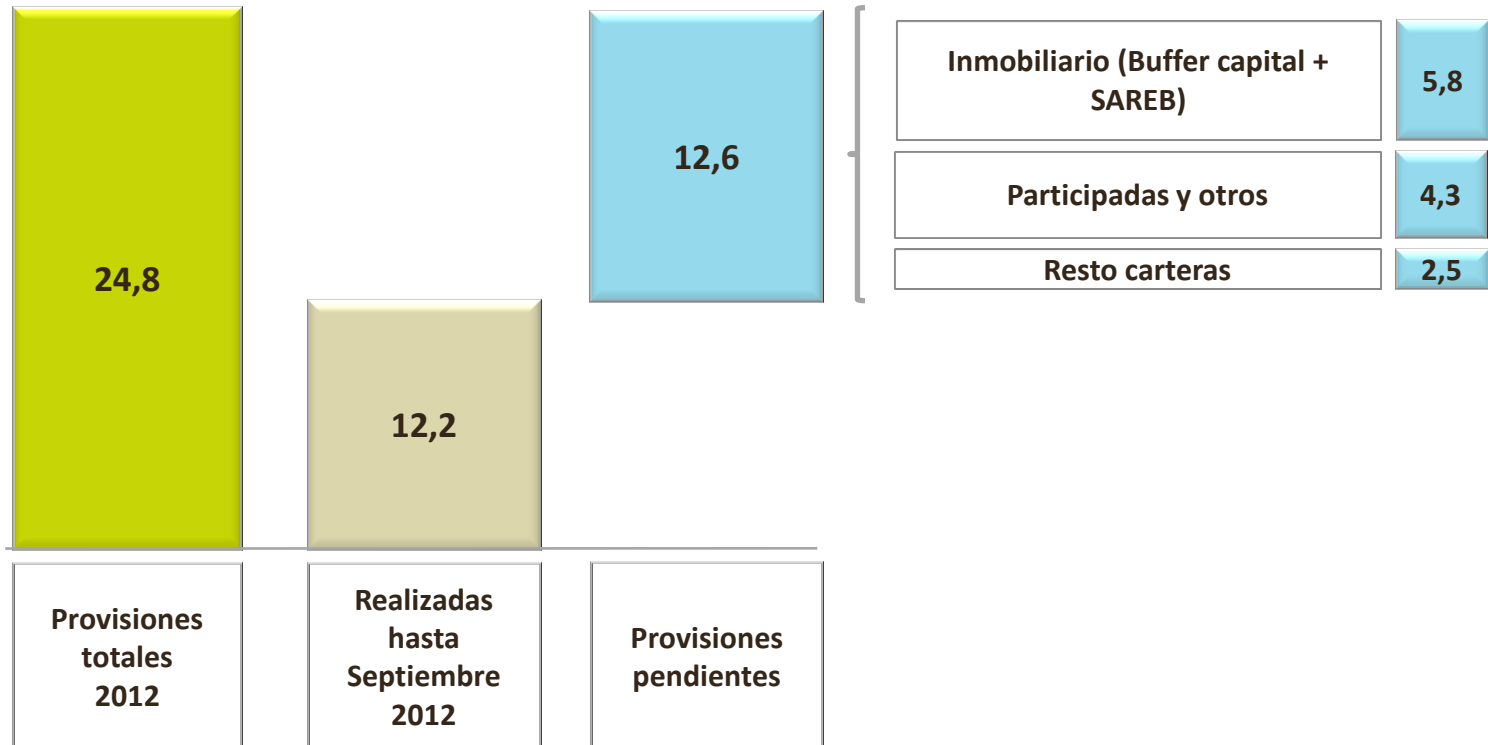 24,8
12,2
12,6
Inmobiliario (Buffer capital +
SAREB)
5,8
Participadas y otros
4,3
Resto carteras
2,5
Provisiones
totales
2012
Realizadas
hasta
Septiembre
2012
Provisiones
pendientes